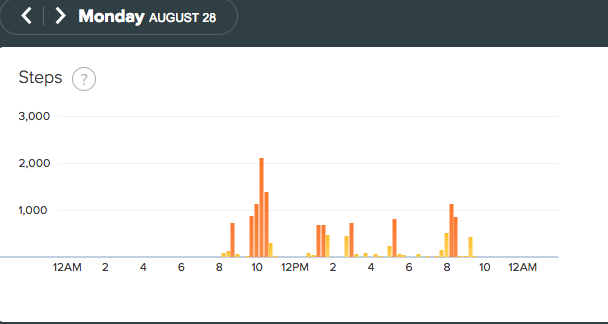 Monday AUGUST 28
Steps ?
3,000
2,000
1,000
12AM 2 4 6 8 10 12PM 2 4 6 8 10 12AM